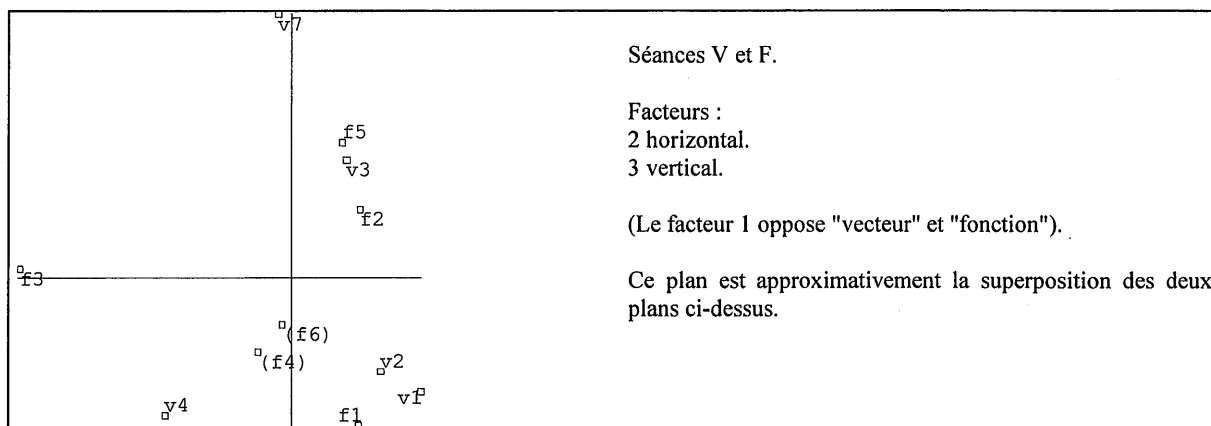 v7
f5
v3
f2
f3
(f6)
(f4)
v2
v1
v4
f1
Séances V et F.
Facteurs :
2 horizontal.
3 vertical.
(Le facteur 1 oppose "vecteur" et "fonction").
Ce plan est approximativement la superposition des deux
plans ci-dessus.